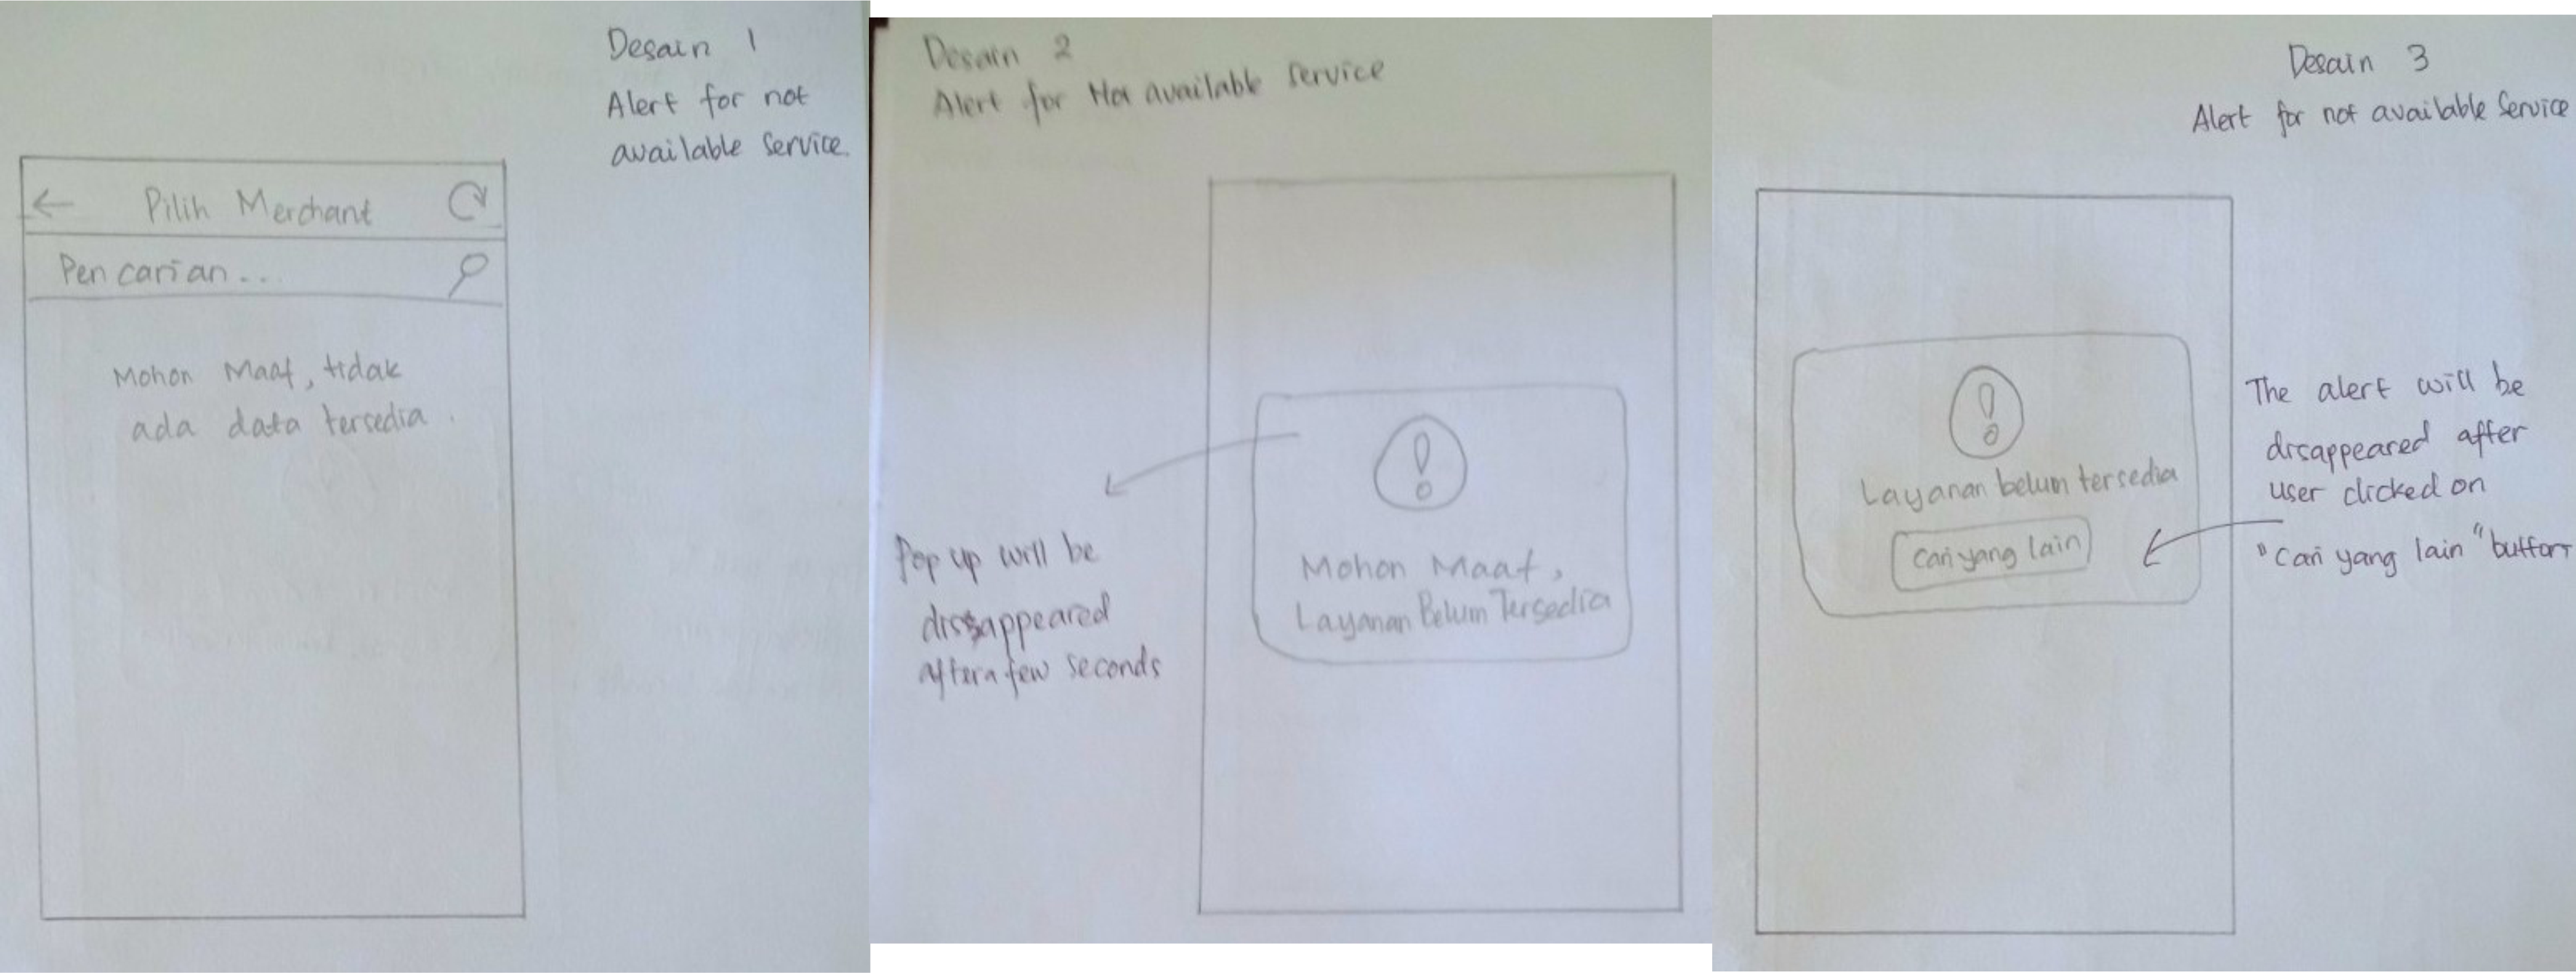 Desain 1
Alert for not
available service.
Pilih Merchant
Pencarian...
Mohon Maaf, tidak
ada data tersedia.
Desain 2
Alert for Not available service
Pop up will be
dissappeared
after a few seconds
Mohon Maaf,
Layanan Belum Tersedia
Desain 3
Alert for not available Service
Layanan belum tersedia
Cari yang lain
The alert will be
disappeared after
user clicked on
"Cari yang lain" button